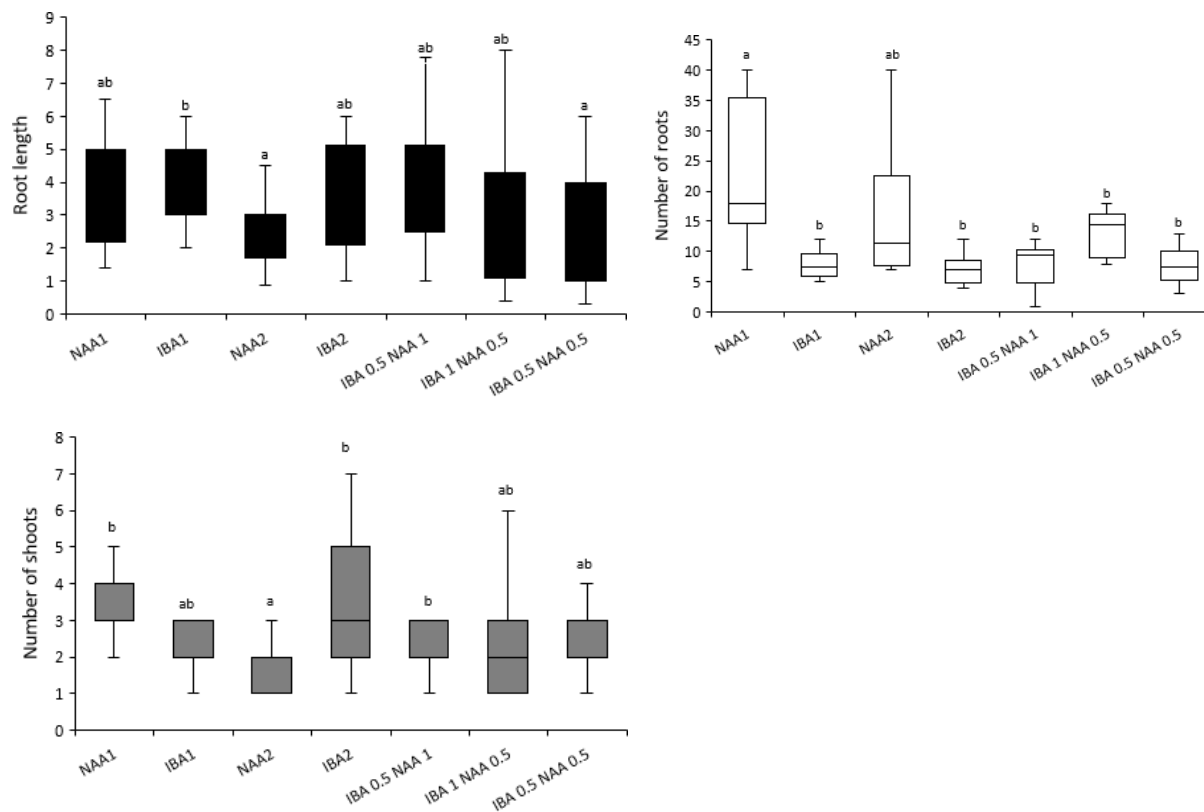 Root length
9
8
7
6
5
4
3
2
1
0
ab
b
a
ab
ab
ab
a
NAA1
IBA1
NAA2
IBA2
IBA 0.5 NAA 1
IBA 1 NAA 0.5
IBA 0.5 NAA 0.5
Number of roots
45
40
35
30
25
20
15
10
5
0
a
b
ab
b
b
b
b
NAA1
IBA1
NAA2
IBA2
IBA 0.5 NAA 1
IBA 1 NAA 0.5
IBA 0.5 NAA 0.5
Number of shoots
8
7
6
5
4
3
2
1
0
b
ab
a
b
b
ab
ab
NAA1
IBA1
NAA2
IBA2
IBA 0.5 NAA 1
IBA 1 NAA 0.5
IBA 0.5 NAA 0.5